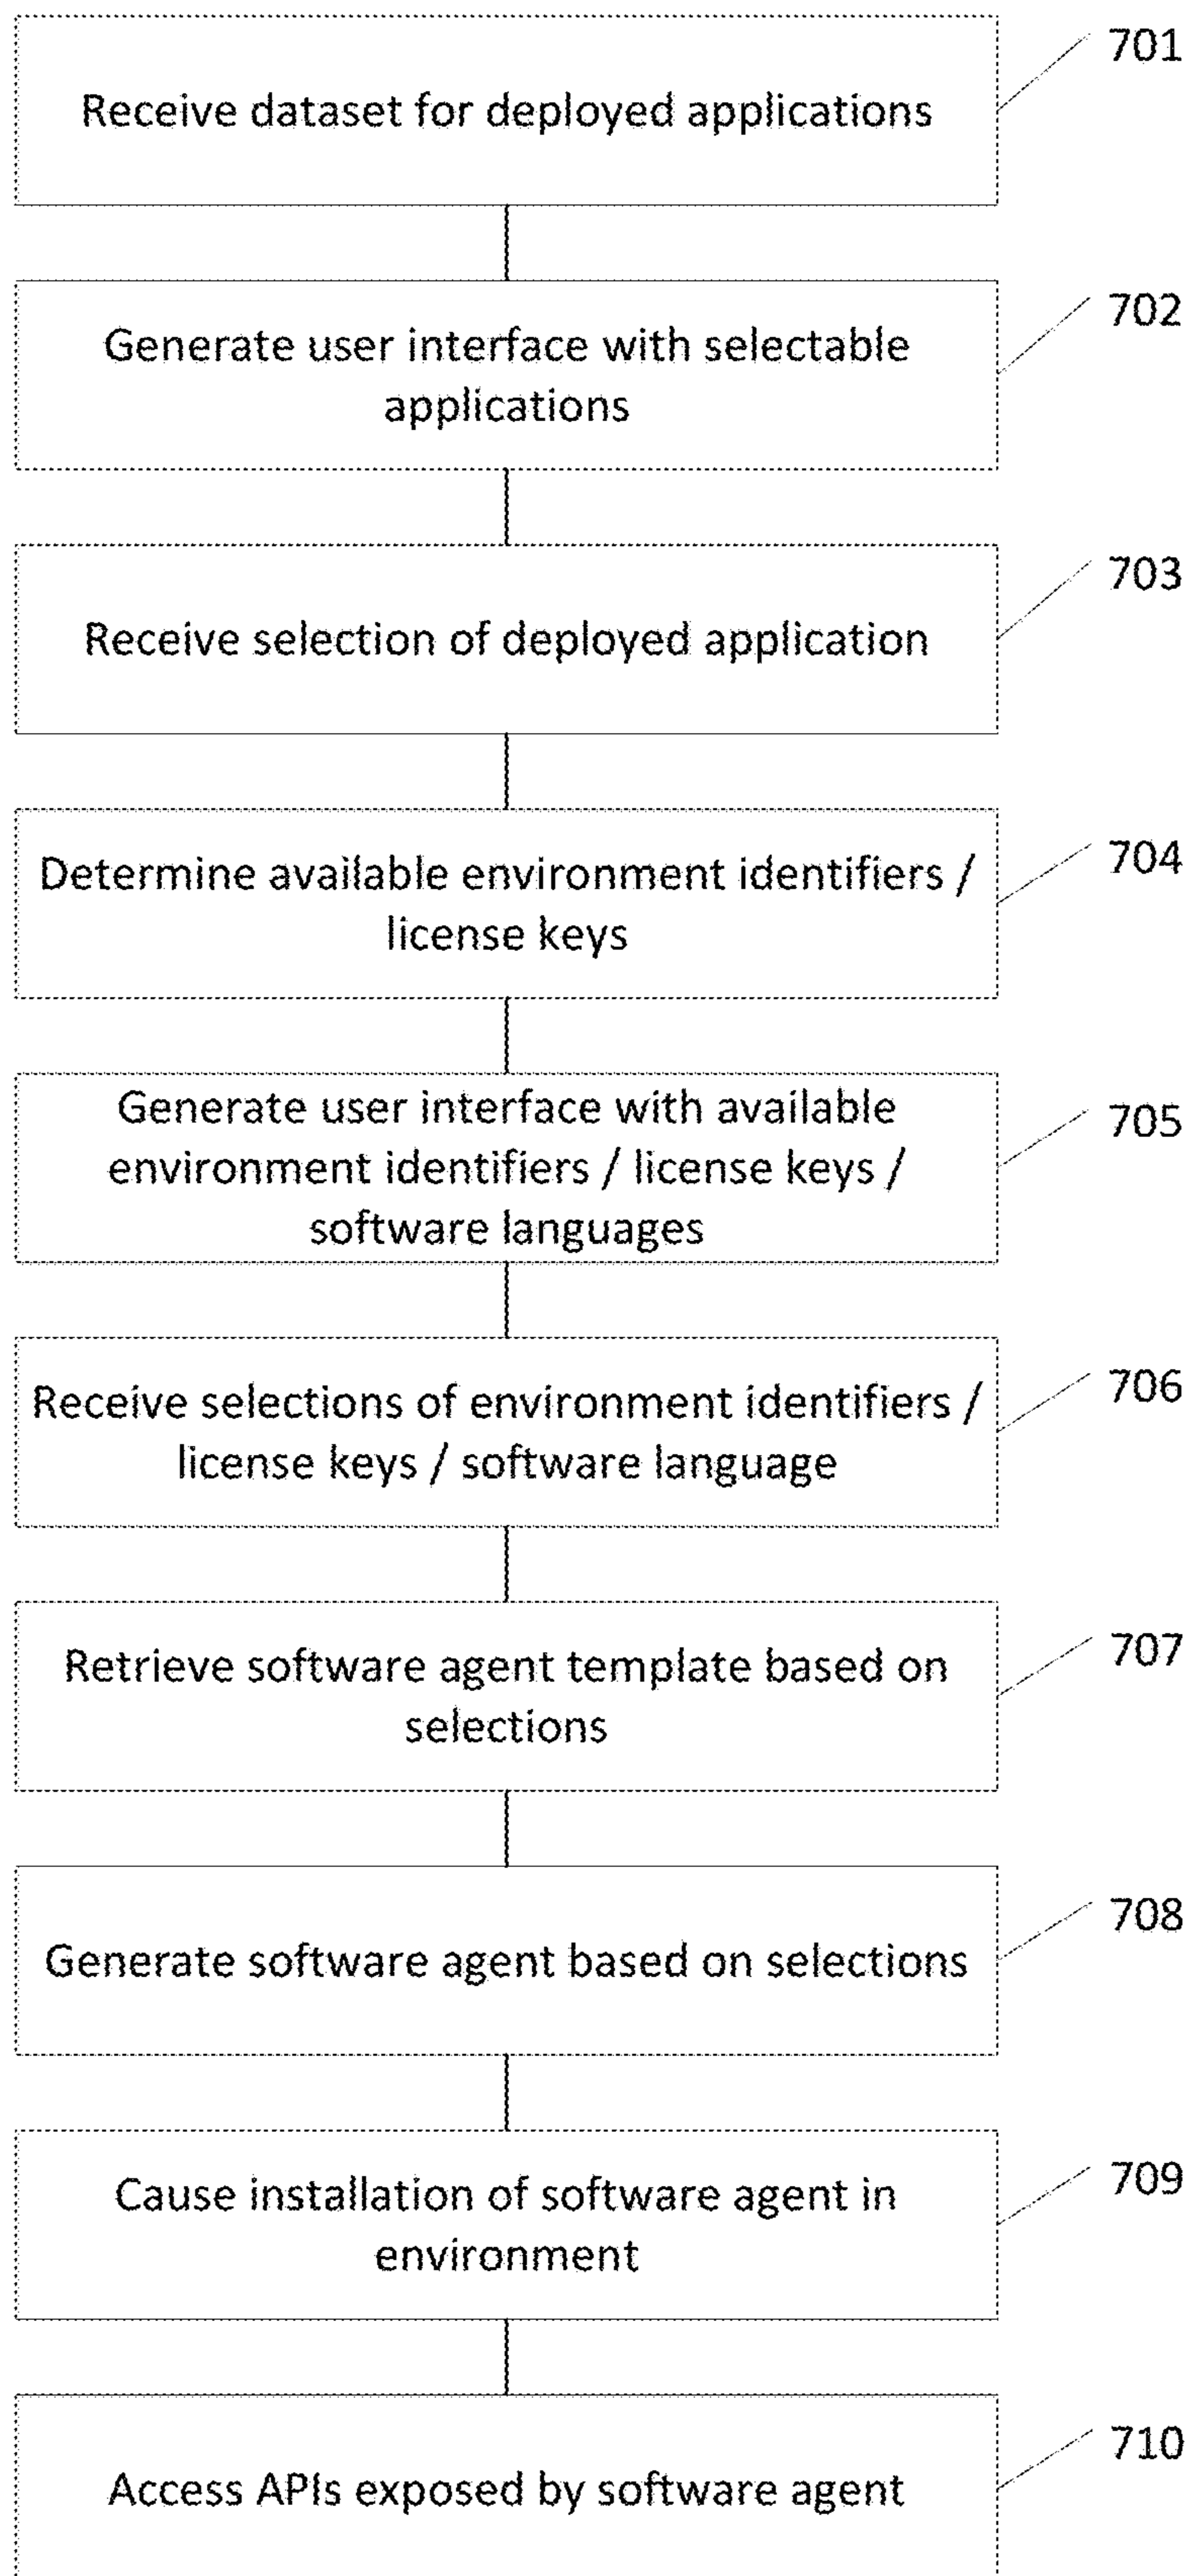 701
Receive dataset for deployed applications
702
Generate user interface with selectable
applications
703
Receive selection of deployed application
704
Determine available environment identifiers /
license keys
705
Generate user interface with available
environment identifiers / license keys /
software languages
706
Receive selections of environment identifiers /
license keys / software language
707
Retrieve software agent template based on
selections
708
Generate software agent based on selections
709
Cause installation of software agent in
environment
710
Access APIs exposed by software agent